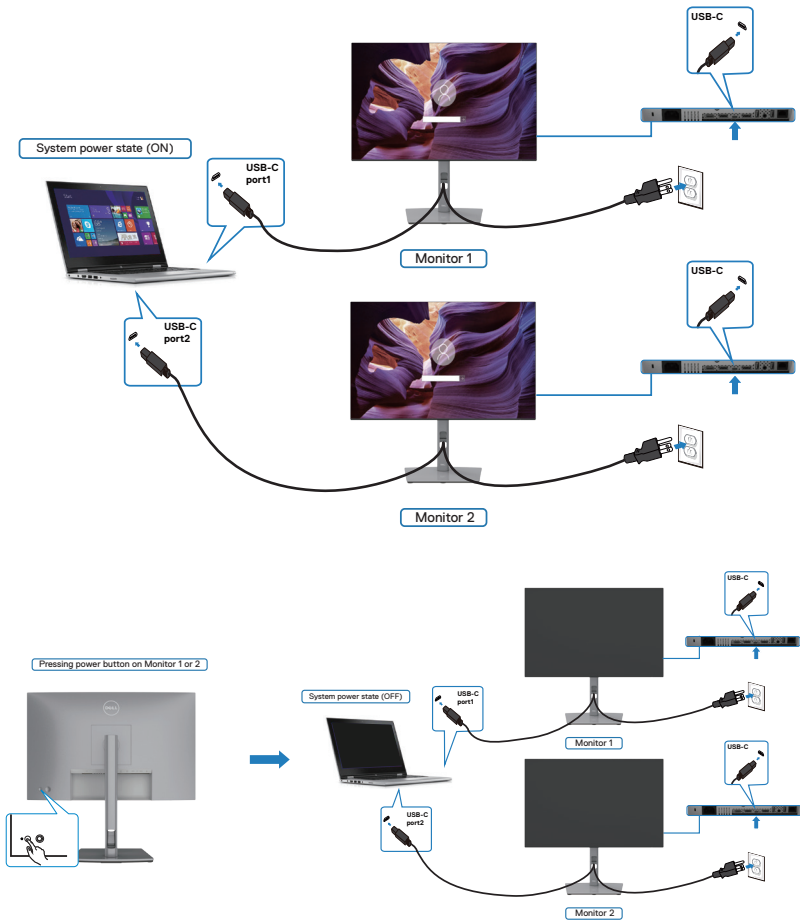 USB-C
System power state (ON)
USB-C
port1
Monitor 1
USB-C
USB-C
port2
Monitor 2
USB-C
Pressing power button on Monitor 1 or 2
DELL
System power state (OFF)
USB-C
port1
Monitor 1
USB-C
USB-C
port2
Monitor 2